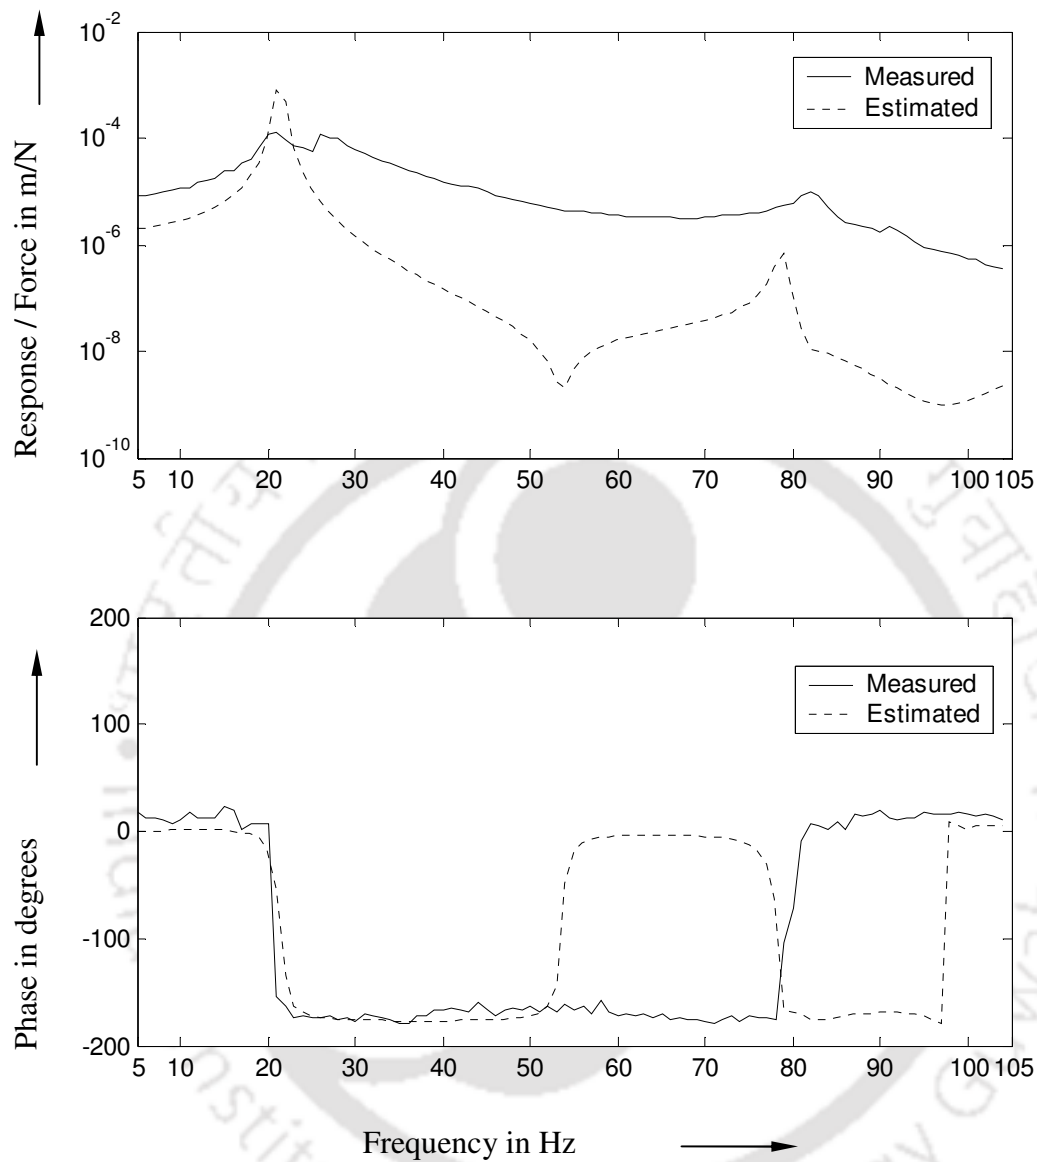 10^-2
10^-4
10^-6
10^-8
10^-10
Response / Force in m/N
Measured
Estimated
5 10 20 30 40 50 60 70 80 90 100 105
200
100
0
-100
-200
Phase in degrees
Measured
Estimated
5 10 20 30 40 50 60 70 80 90 100 105
Frequency in Hz